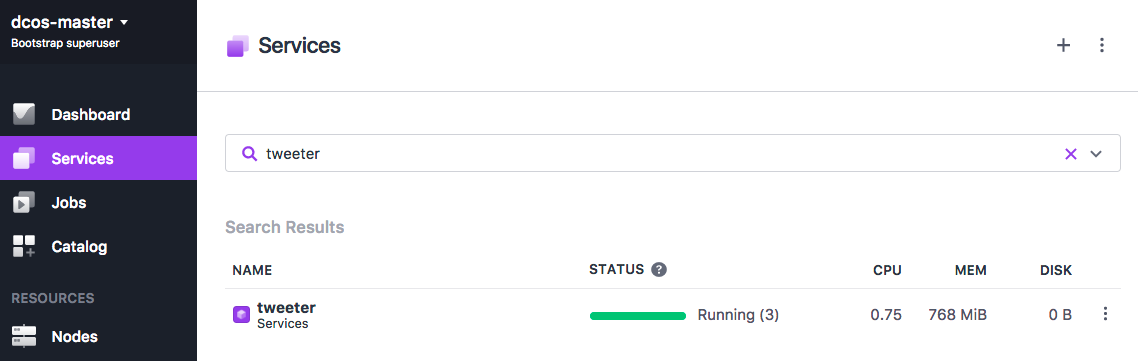 dcos-master
Bootstrap superuser
Dashboard
Services
Jobs
Catalog
RESOURCES
Nodes
Services
tweeter
Search Results
NAME STATUS ? CPU MEM DISK
tweeter
Services
Running (3) 0.75 768 MiB 0 B